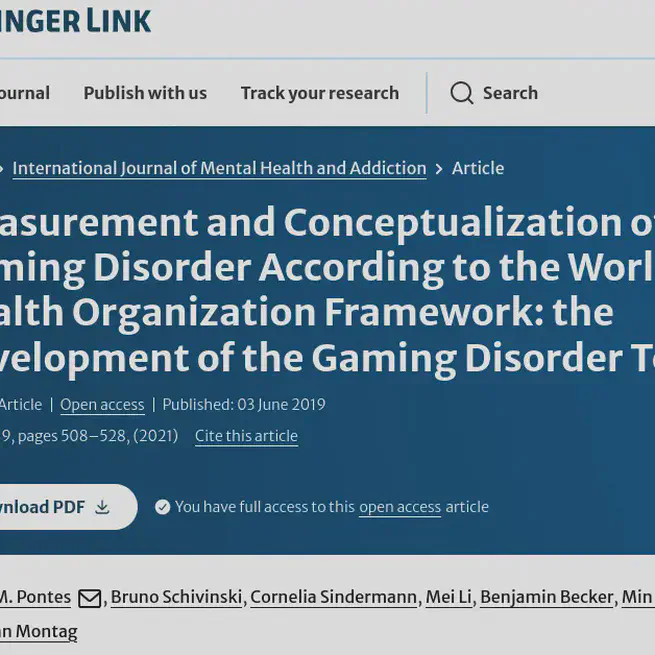 INGER LINK
ournal Publish with us Track your research Search
International Journal of Mental Health and Addiction Article
asurement and Conceptualization o
ming Disorder According to the Worl
alth Organization Framework: the
velopment of the Gaming Disorder T
Article | Open access | Published: 03 June 2019
9, pages 508–528, (2021) Cite this article
wnload PDF You have full access to this open access article
M. Pontes , Bruno Schivinski, Cornelia Sindermann, Mei Li, Benjamin Becker, Min
an Montag